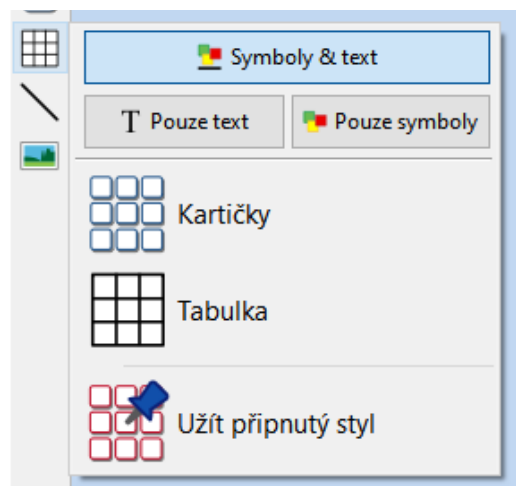 Symboly & text
T Pouze text
Pouze symboly
Kartičky
Tabulka
Užít připnutý styl